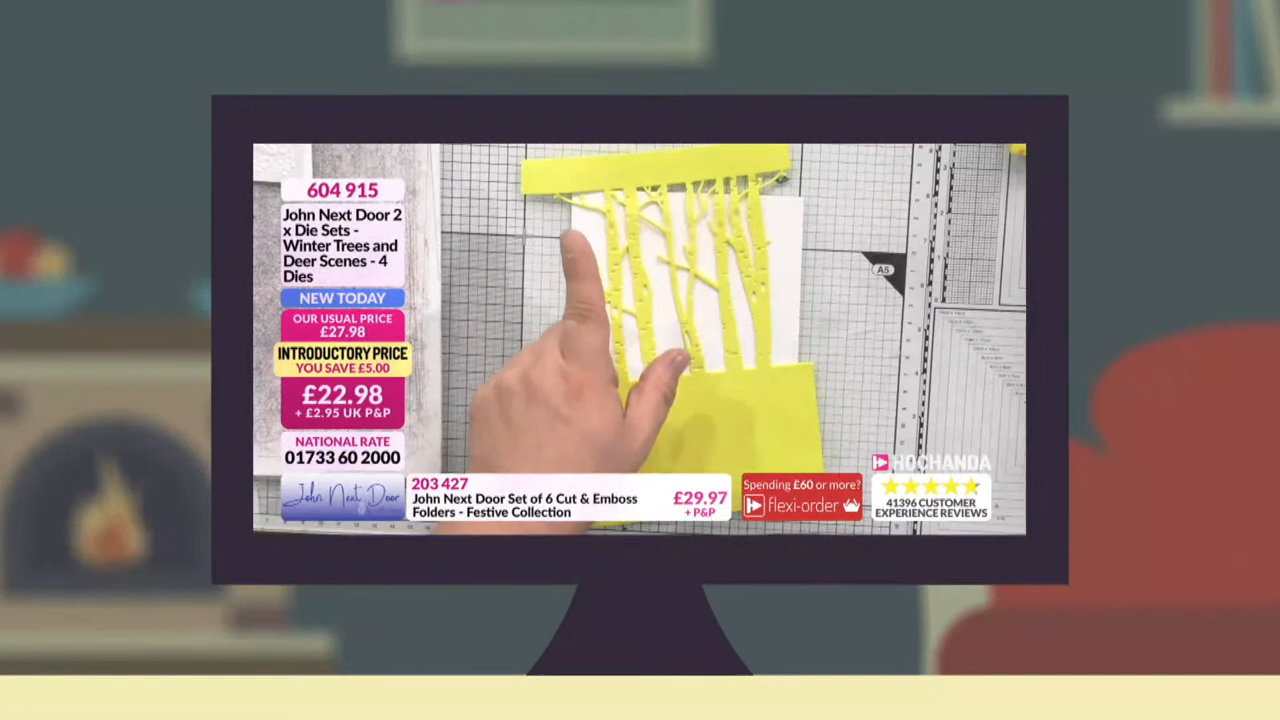 604 915
John Next Door 2
x Die Sets -
Winter Trees and
Deer Scenes - 4
Dies
NEW TODAY
OUR USUAL PRICE
£27.98
INTRODUCTORY PRICE
YOU SAVE £5.00
£22.98
+ £2.95 UK P&P
NATIONAL RATE
01733 60 2000
John Next Door
203 427
John Next Door Set of 6 Cut & Emboss
Folders - Festive Collection
£29.97
+ P&P
Spending £60 or more?
flexi-order
HOCHANDA
41396 CUSTOMER
EXPERIENCE REVIEWS
A5